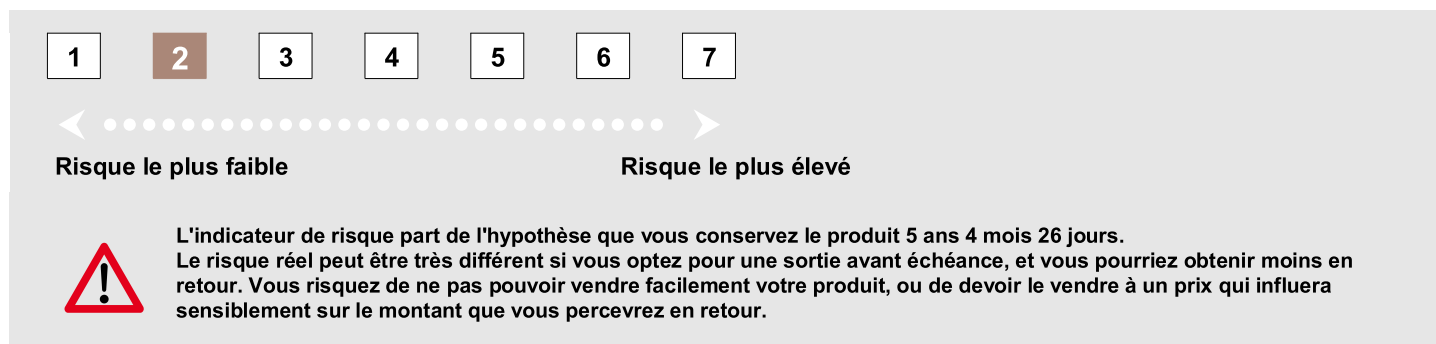 1 2 3 4 5 6 7
Risque le plus faible Risque le plus élevé
L'indicateur de risque part de l'hypothèse que vous conservez le produit 5 ans 4 mois 26 jours.
Le risque réel peut être très différent si vous optez pour une sortie avant échéance, et vous pourriez obtenir moins en
retour. Vous risquez de ne pas pouvoir vendre facilement votre produit, ou de devoir le vendre à un prix qui influera
sensiblement sur le montant que vous percevrez en retour.